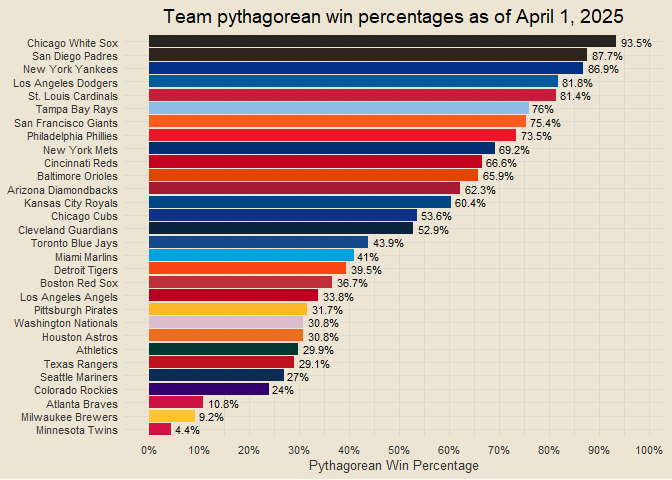 Team pythagorean win percentages as of April 1, 2025
Chicago White Sox 93.5%
San Diego Padres 87.7%
New York Yankees 86.9%
Los Angeles Dodgers 81.8%
St. Louis Cardinals 81.4%
Tampa Bay Rays 76%
San Francisco Giants 75.4%
Philadelphia Phillies 73.5%
New York Mets 69.2%
Cincinnati Reds 66.6%
Baltimore Orioles 65.9%
Arizona Diamondbacks 62.3%
Kansas City Royals 60.4%
Chicago Cubs 53.6%
Cleveland Guardians 52.9%
Toronto Blue Jays 43.9%
Miami Marlins 41%
Detroit Tigers 39.5%
Boston Red Sox 36.7%
Los Angeles Angels 33.8%
Pittsburgh Pirates 31.7%
Washington Nationals 30.8%
Houston Astros 30.8%
Athletics 29.9%
Texas Rangers 29.1%
Seattle Mariners 27%
Colorado Rockies 24%
Atlanta Braves 10.8%
Milwaukee Brewers 9.2%
Minnesota Twins 4.4%
0% 10% 20% 30% 40% 50% 60% 70% 80% 90% 100%
Pythagorean Win Percentage